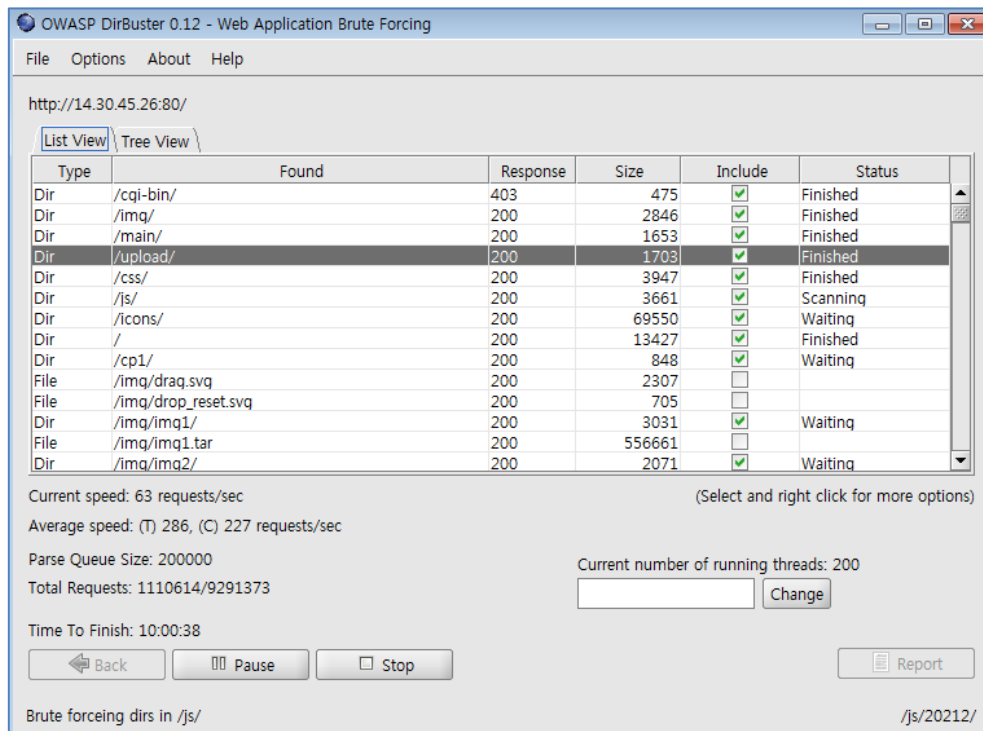 OWASP DirBuster 0.12 - Web Application Brute Forcing
File Options About Help
http://14.30.45.26:80/
List View Tree View
Type Found Response Size Include Status
Dir /cgi-bin/ 403 475 Finished
Dir /img/ 200 2846 Finished
Dir /main/ 200 1653 Finished
Dir /upload/ 200 1703 Finished
Dir /css/ 200 3947 Finished
Dir /js/ 200 3661 Scanning
Dir /icons/ 200 69550 Waiting
Dir / 200 13427 Finished
Dir /cp1/ 200 848 Waiting
File /img/drag.svg 200 2307
File /img/drop_reset.svg 200 705
Dir /img/img1/ 200 3031 Waiting
File /img/img1.tar 200 556661
Dir /img/img2/ 200 2071 Waiting
Current speed: 63 requests/sec (Select and right click for more options)
Average speed: (T) 286, (C) 227 requests/sec
Parse Queue Size: 200000
Current number of running threads: 200
Total Requests: 1110614/9291373
Change
Time To Finish: 10:00:38
Back Pause Stop Report
Brute forceing dirs in /js/ /js/20212/